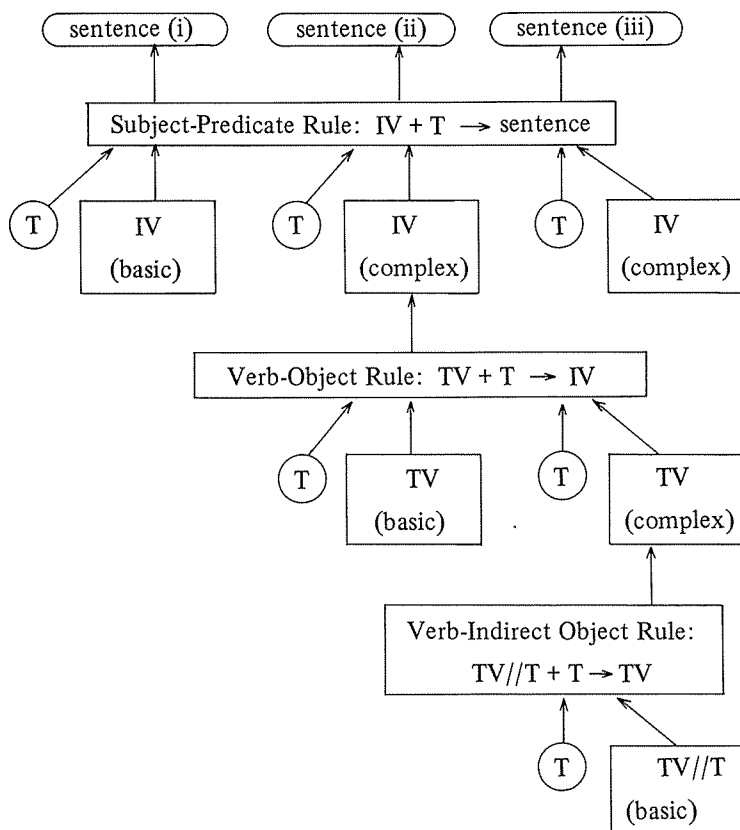 sentence (i) sentence (ii) sentence (iii)
Subject-Predicate Rule: IV + T → sentence
T IV T IV T IV
(basic) (complex) (complex)
Verb-Object Rule: TV + T → IV
T TV T TV
(basic) (complex)
Verb-Indirect Object Rule:
TV//T + T → TV
T TV//T
(basic)